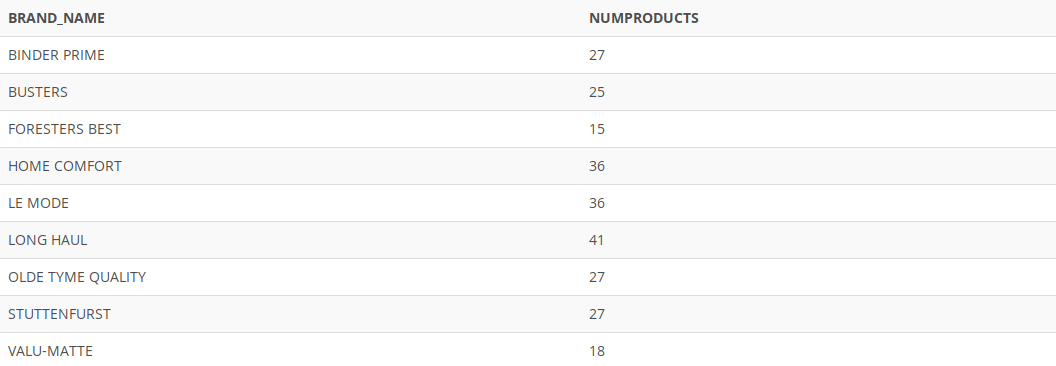 BRAND_NAME NUMPRODUCTS
BINDER PRIME 27
BUSTERS 25
FORESTERS BEST 15
HOME COMFORT 36
LE MODE 36
LONG HAUL 41
OLDE TYME QUALITY 27
STUTTENFURST 27
VALU-MATTE 18